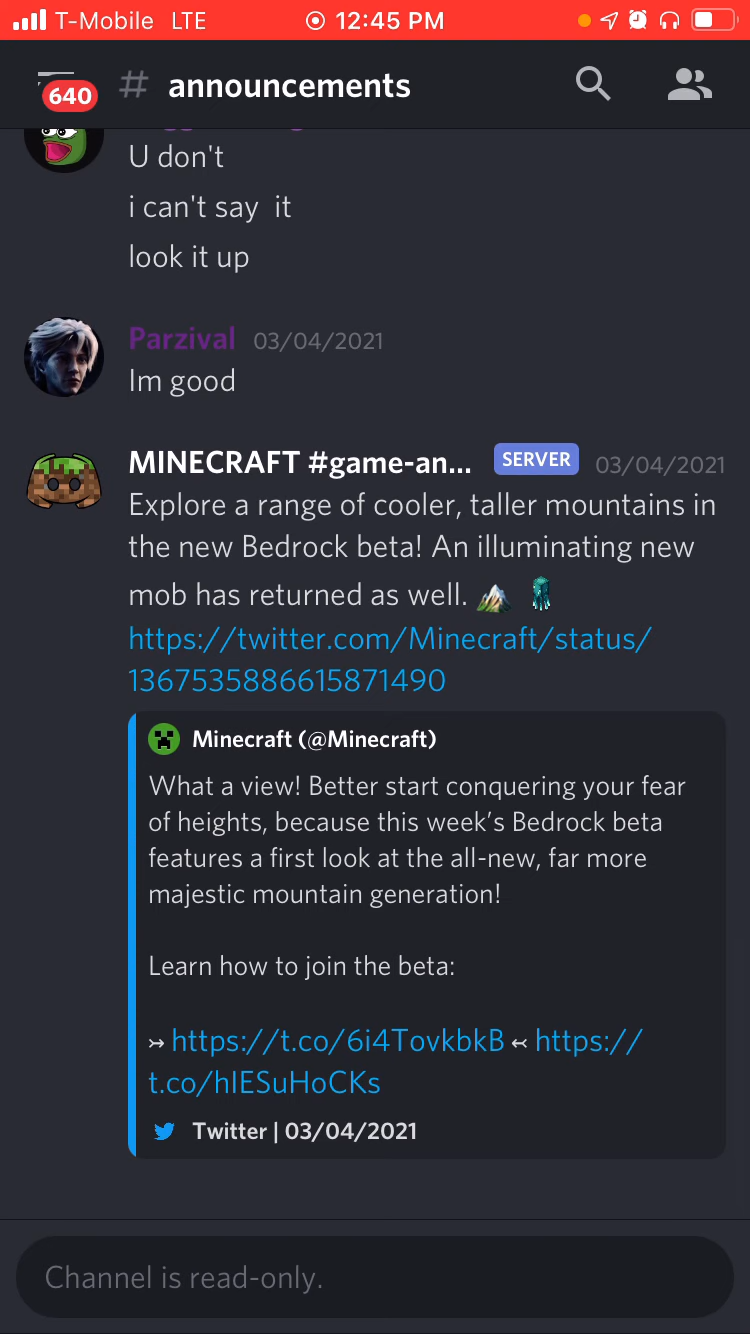 T-Mobile LTE 12:45 PM
640 # announcements
U don't
i can't say it
look it up
Parzival 03/04/2021
Im good
MINECRAFT #game-an... SERVER 03/04/2021
Explore a range of cooler, taller mountains in
the new Bedrock beta! An illuminating new
mob has returned as well.
https://twitter.com/Minecraft/status/
1367535886615871490
Minecraft (@Minecraft)
What a view! Better start conquering your fear
of heights, because this week’s Bedrock beta
features a first look at the all-new, far more
majestic mountain generation!
Learn how to join the beta:
↣ https://t.co/6i4TovkbkB ↢ https://
t.co/hIESuHoCKs
Twitter | 03/04/2021
Channel is read-only.